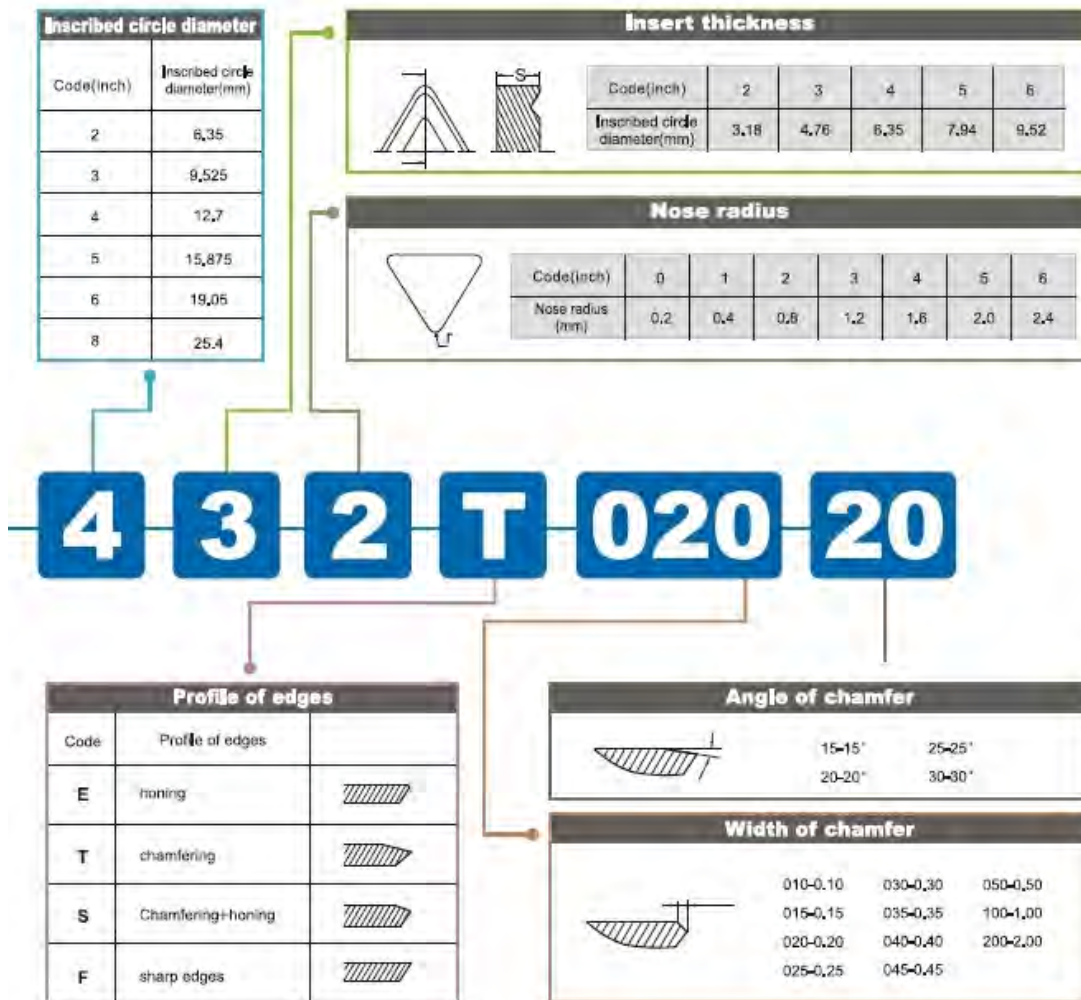 Inscribed circle diameter
Code(inch) Inscribed circle diameter(mm)
2 6.35
3 9.525
4 12.7
5 15.875
6 19.05
8 25.4
Insert thickness
S
Code(inch) 2 3 4 5 6
Inscribed circle diameter(mm) 3.18 4.76 6.35 7.94 9.52
Nose radius
Code(inch) 0 1 2 3 4 5 6
Nose radius (mm) 0.2 0.4 0.8 1.2 1.6 2.0 2.4
4 3 2 T 020 20
Profile of edges
Code Profile of edges
E honing
T chamfering
S Chamfering+honing
F sharp edges
Angle of chamfer
15-15° 25-25°
20-20° 30-30°
Width of chamfer
010-0.10 030-0.30 050-0.50
015-0.15 035-0.35 100-1.00
020-0.20 040-0.40 200-2.00
025-0.25 045-0.45